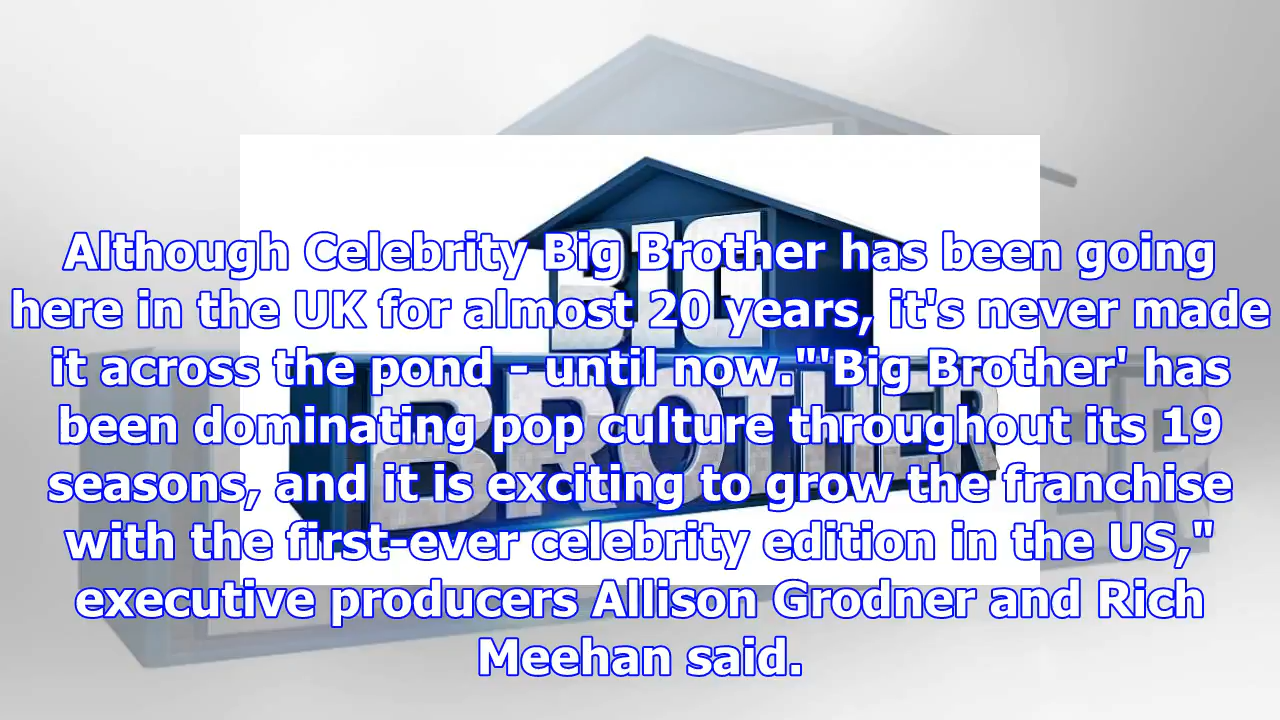 BIG
BROTHER
Although Celebrity Big Brother has been going
here in the UK for almost 20 years, it's never made
it across the pond - until now."'Big Brother' has
been dominating pop culture throughout its 19
seasons, and it is exciting to grow the franchise
with the first-ever celebrity edition in the US,"
executive producers Allison Grodner and Rich
Meehan said.